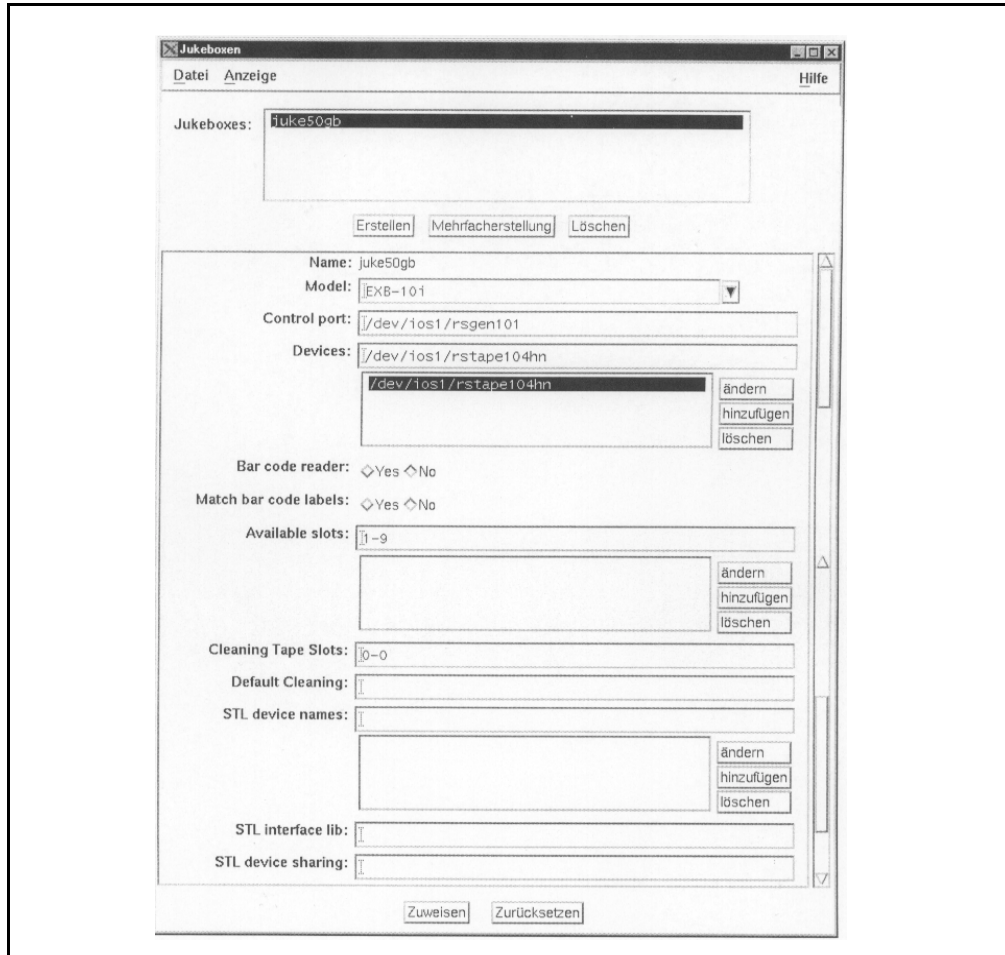 Jukeboxen
Datei Anzeige Hilfe
Jukeboxes: juke50gb
Erstellen Mehrfacherstellung Löschen
Name: juke50gb
Model: EXB-10i
Control port: /dev/ios1/rsgen101
Devices: /dev/ios1/rstape104hn
/dev/ios1/rstape104hn
ändern
hinzufügen
löschen
Bar code reader: Yes No
Match bar code labels: Yes No
Available slots: 1-9
ändern
hinzufügen
löschen
Cleaning Tape Slots: 0-0
Default Cleaning:
STL device names:
ändern
hinzufügen
löschen
STL interface lib:
STL device sharing:
Zuweisen Zurücksetzen